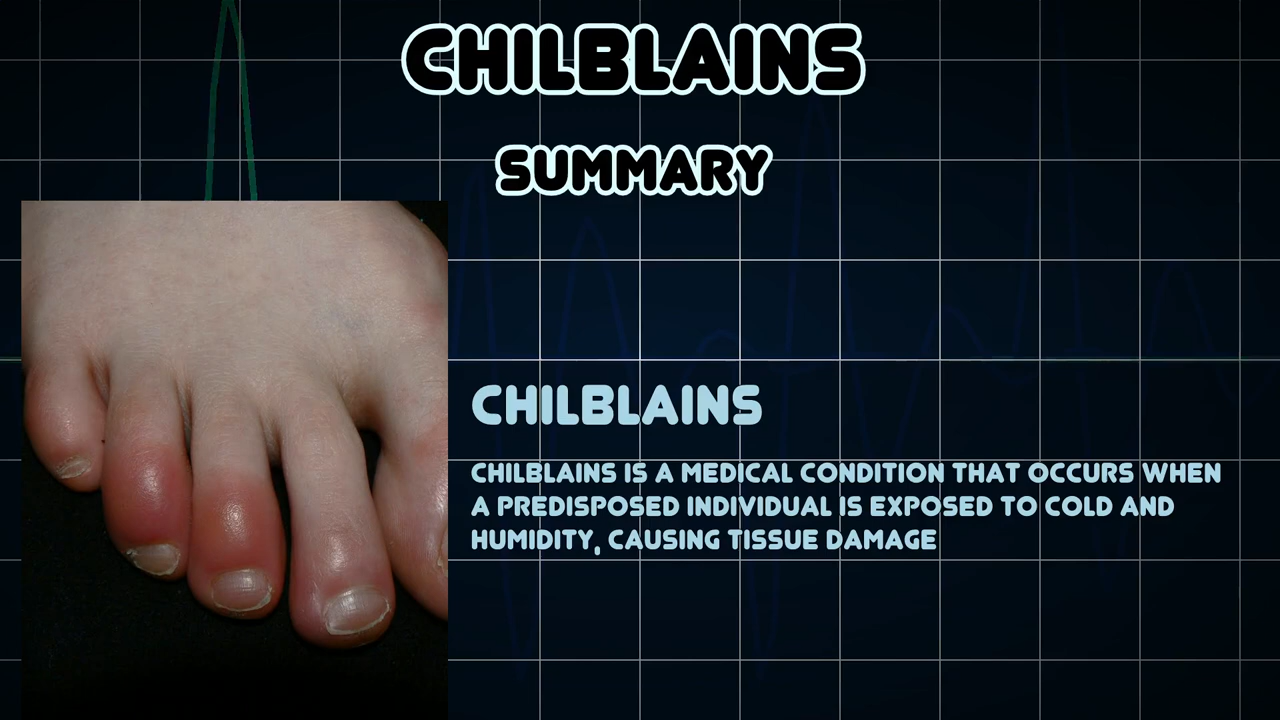 CHILBLAINS
SUMMARY
CHILBLAINS
CHILBLAINS IS A MEDICAL CONDITION THAT OCCURS WHEN
A PREDISPOSED INDIVIDUAL IS EXPOSED TO COLD AND
HUMIDITY, CAUSING TISSUE DAMAGE